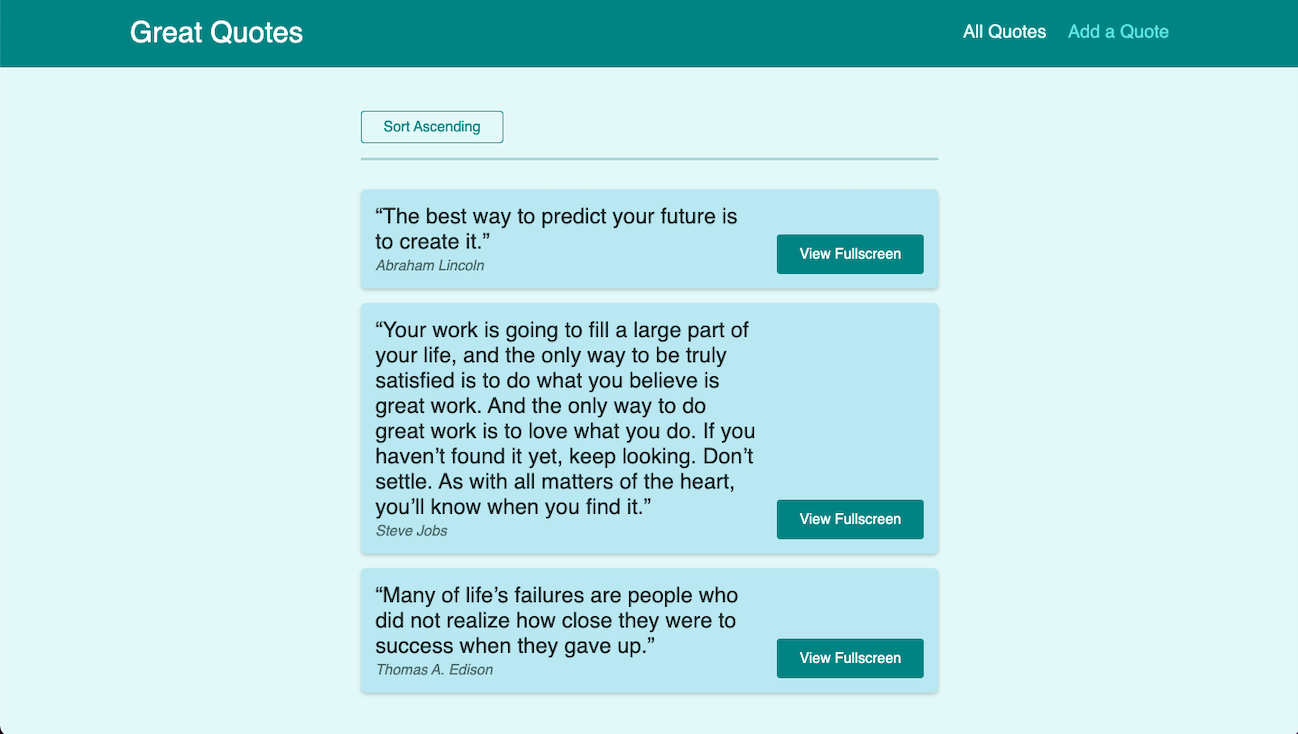 Great Quotes
All Quotes
Add a Quote
Sort Ascending
“The best way to predict your future is
to create it.”
Abraham Lincoln
View Fullscreen
“Your work is going to fill a large part of
your life, and the only way to be truly
satisfied is to do what you believe is
great work. And the only way to do
great work is to love what you do. If you
haven’t found it yet, keep looking. Don’t
settle. As with all matters of the heart,
you’ll know when you find it.”
Steve Jobs
View Fullscreen
“Many of life’s failures are people who
did not realize how close they were to
success when they gave up.”
Thomas A. Edison
View Fullscreen